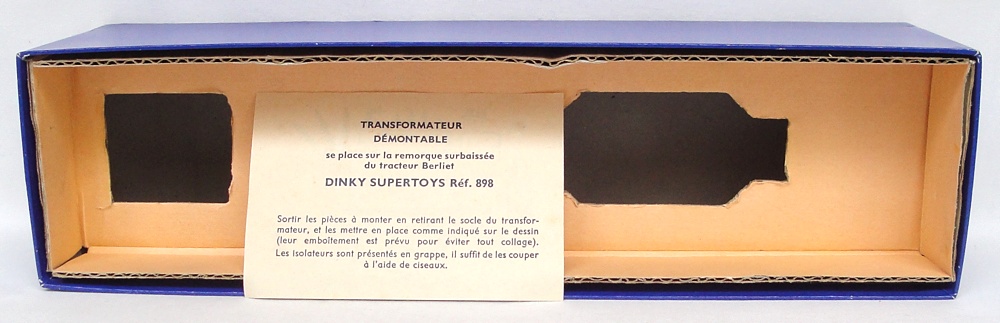 TRANSFORMATEUR
DÉMONTABLE
se place sur la remorque surbaissée
du tracteur Berliet
DINKY SUPERTOYS Réf. 898
Sortir les pièces à monter en retirant le socle du transfor-
mateur, et les mettre en place comme indiqué sur le dessin
(leur emboîtement est prévu pour éviter tout collage).
Les isolateurs sont présentés en grappe, il suffit de les couper
à l'aide de ciseaux.